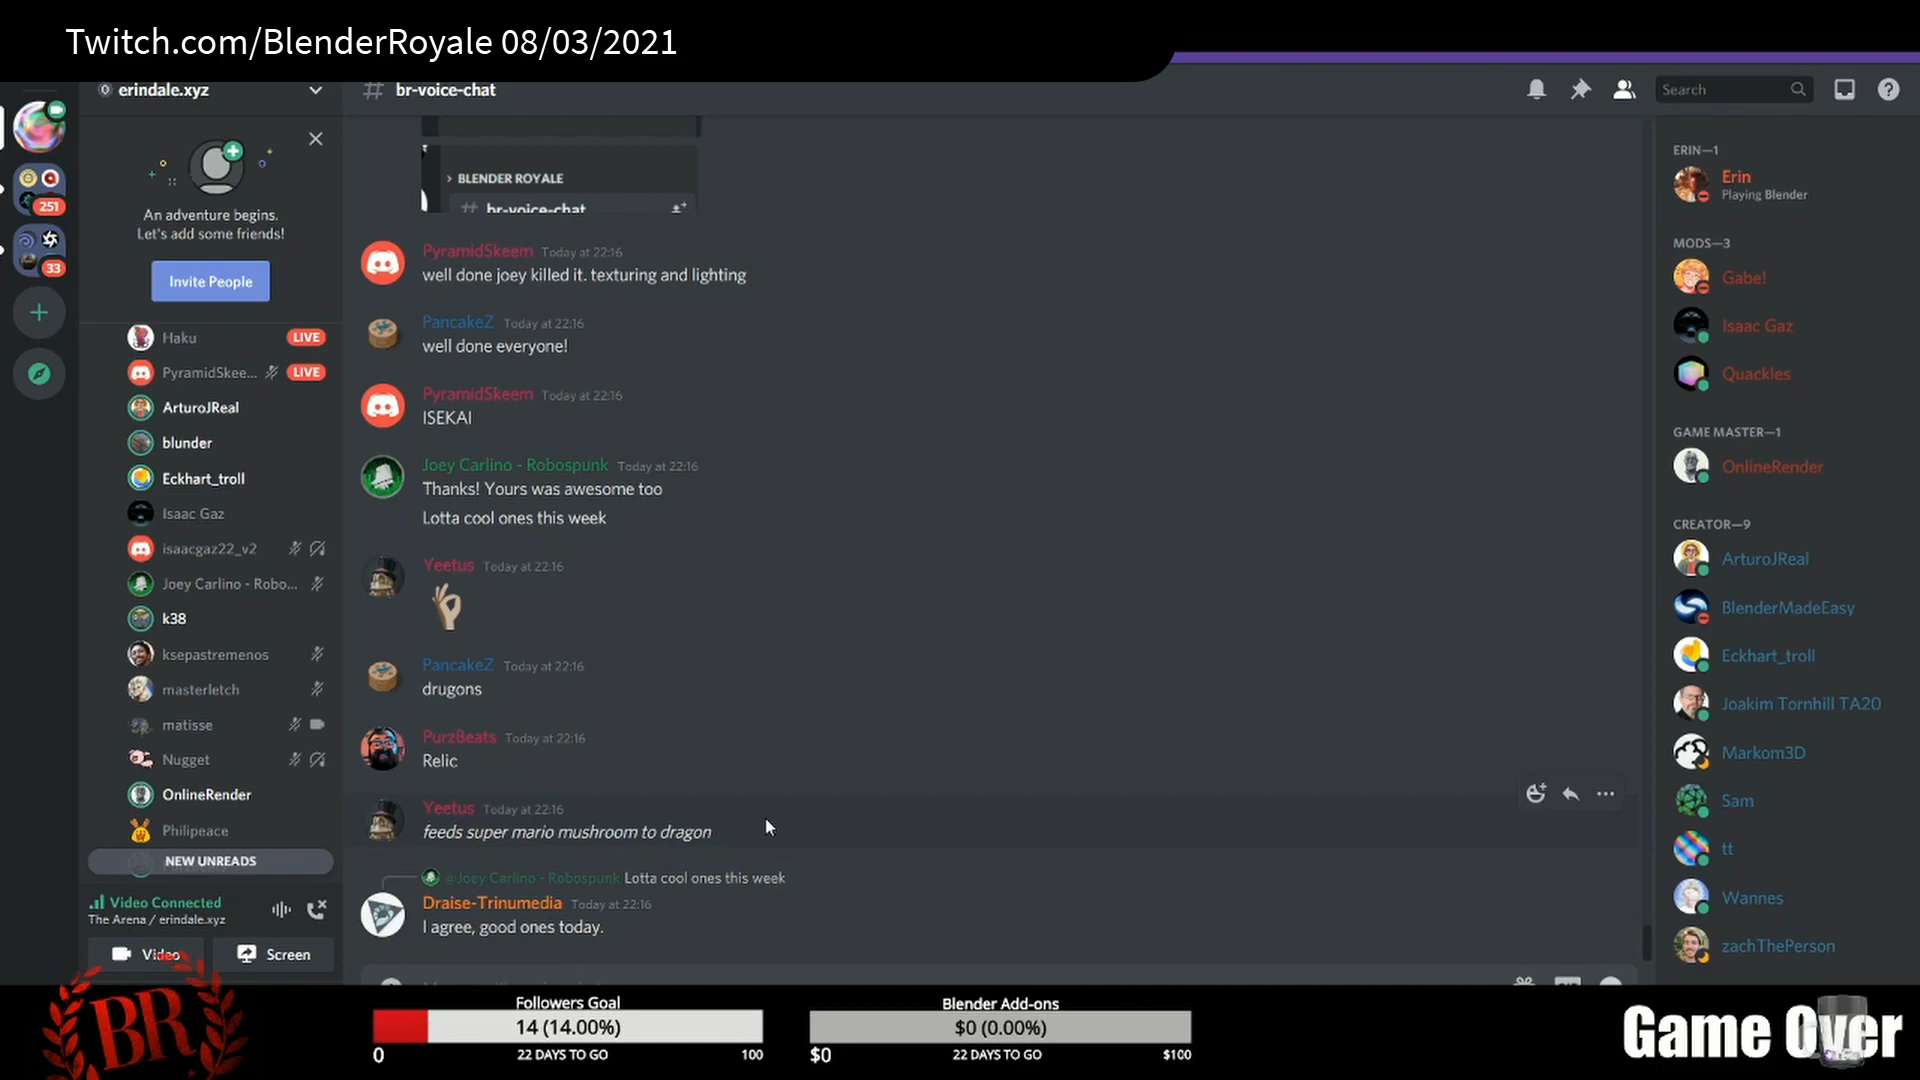 Twitch.com/BlenderRoyale 08/03/2021
erindale.xyz
# br-voice-chat
Search
251
33
An adventure begins.
Let's add some friends!
Invite People
Haku LIVE
PyramidSkee... LIVE
ArturoJReal
blunder
Eckhart_troll
Isaac Gaz
isaacgaz22_v2
Joey Carlino - Robo...
k38
ksepastremenos
masterletch
matisse
Nugget
OnlineRender
Philipeace
NEW UNREADS
Video Connected
The Arena / erindale.xyz
Video
Screen
> BLENDER ROYALE
# br-voice-chat
PyramidSkeem Today at 22:16
well done joey killed it. texturing and lighting
PancakeZ Today at 22:16
well done everyone!
PyramidSkeem Today at 22:16
ISEKAI
Joey Carlino - Robospunk Today at 22:16
Thanks! Yours was awesome too
Lotta cool ones this week
Yeetus Today at 22:16
PancakeZ Today at 22:16
drugons
PurzBeats Today at 22:16
Relic
Yeetus Today at 22:16
feeds super mario mushroom to dragon
@Joey Carlino - Robospunk Lotta cool ones this week
Draise-Trinumedia Today at 22:16
I agree, good ones today.
ERIN—1
Erin
Playing Blender
MODS—3
Gabe!
Isaac Gaz
Quackles
GAME MASTER—1
OnlineRender
CREATOR—9
ArturoJReal
BlenderMadeEasy
Eckhart_troll
Joakim Tornhill TA20
Markom3D
Sam
tt
Wannes
zachThePerson
BR
Followers Goal
14 (14.00%)
0 22 DAYS TO GO 100
Blender Add-ons
$0 (0.00%)
$0 22 DAYS TO GO $100
Game Over